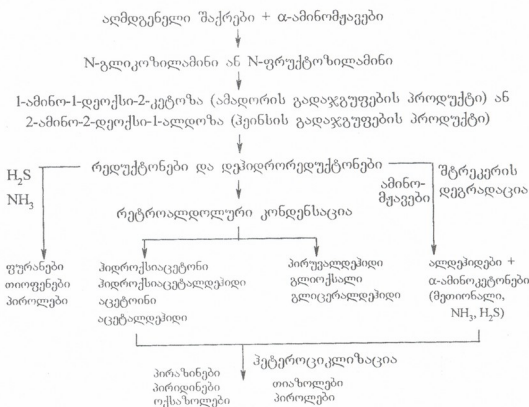 აღმდგენელი შაქრები + α-ამინომჟავები
N-გლიკოზილამინი ან N-ფრუქტოზილამინი
1-ამინო-1-დეოქსი-2-კეტოზა (ამადორის გადაჯგუფების პროდუქტი) ან
2-ამინო-2-დეოქსი-1-ალდოზა (ჰეინსის გადაჯგუფების პროდუქტი)
H₂S
NH₃
რედუქტონები და დეჰიდრორედუქტონები
ამინო-
მჟავები
შტრეკერის
დეგრადაცია
რეტროალდოლური კონდენსაცია
ფურანები
თიოფენები
პიროლები
ჰიდროქსიაცეტონი
ჰიდროქსიაცეტალდეჰიდი
აცეტოინი
აცეტალდეჰიდი
პირუვალდეჰიდი
გლიოქსალი
გლიცერალდეჰიდი
ალდეჰიდები +
α-ამინოკეტონები
(მეთიონალი,
NH₃, H₂S)
ჰეტეროციკლიზაცია
პირაზინები
პირიდინები
ოქსაზოლები
თიაზოლები
პიროლები